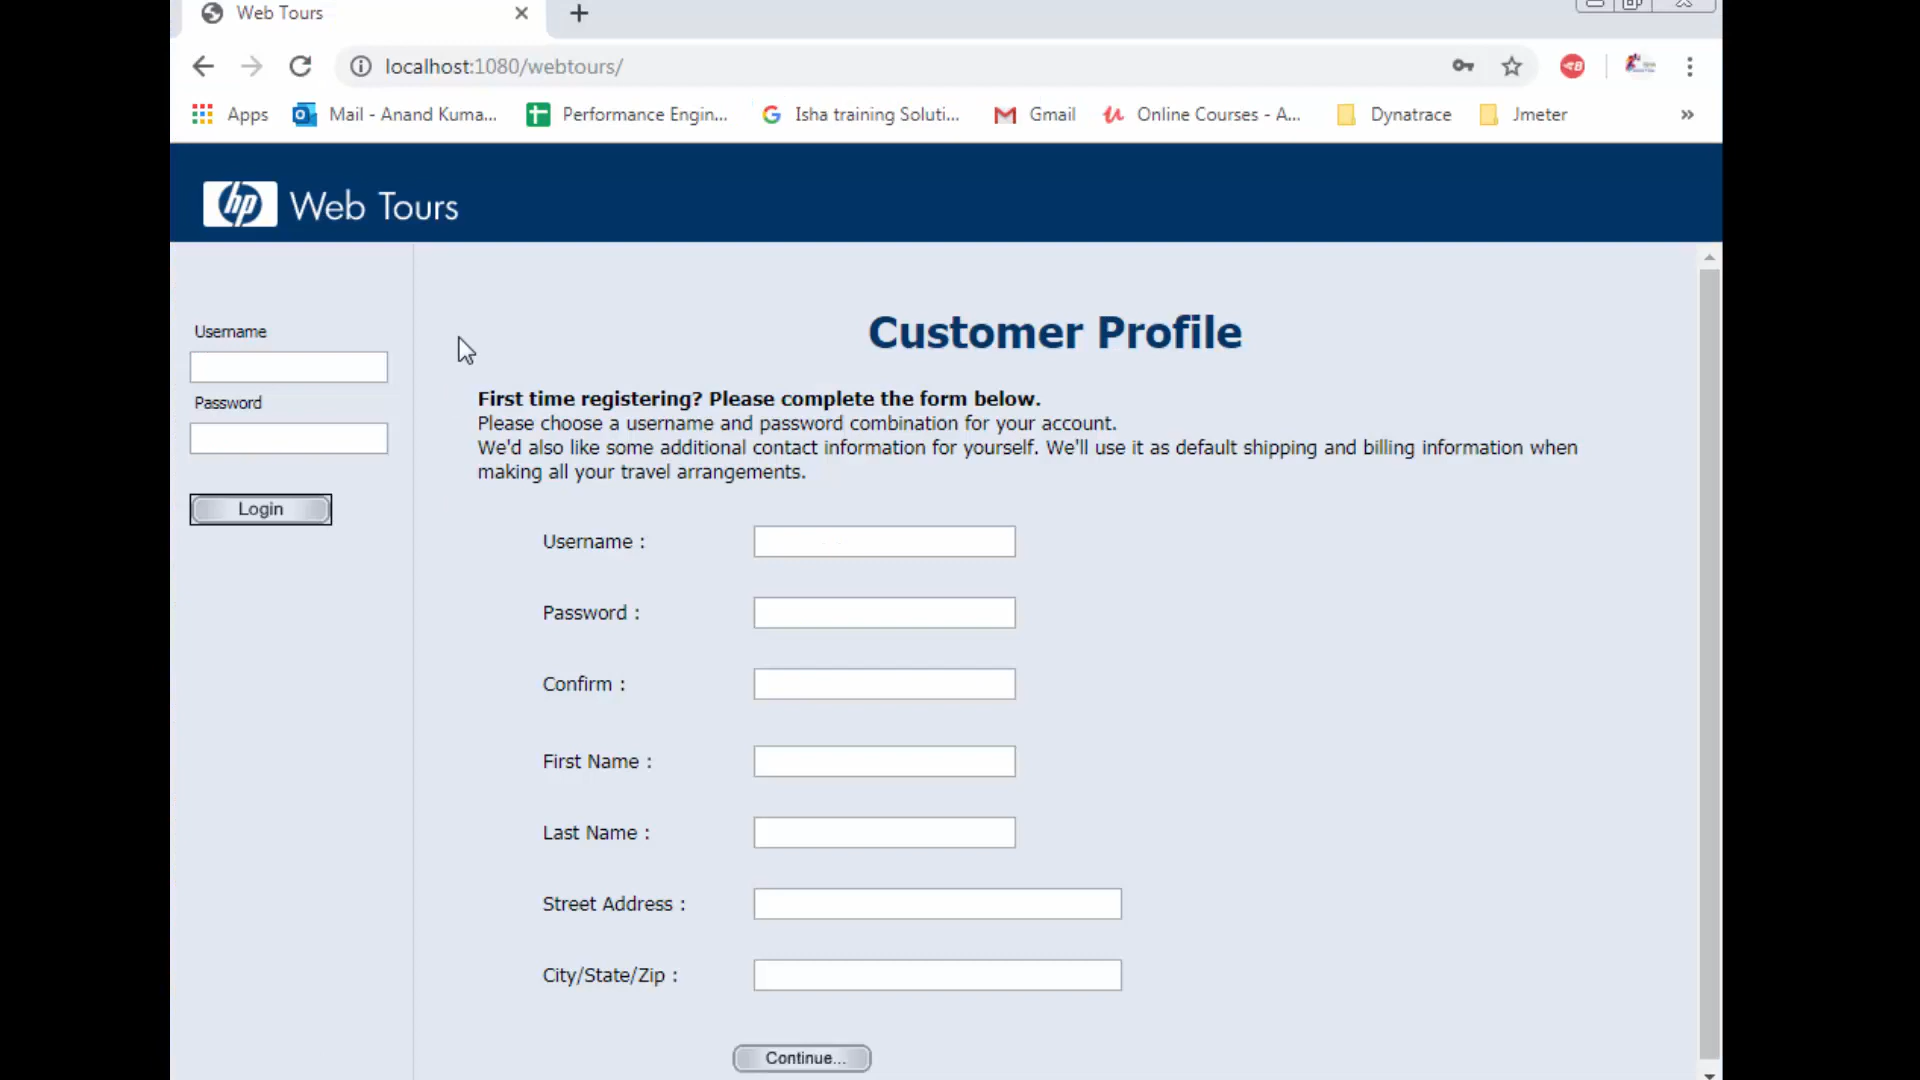 Web Tours
localhost:1080/webtours/
Apps Mail - Anand Kuma... Performance Engin... Isha training Soluti... Gmail Online Courses - A... Dynatrace Jmeter »
hp Web Tours
Username
Password
Login
Customer Profile
First time registering? Please complete the form below.
Please choose a username and password combination for your account.
We'd also like some additional contact information for yourself. We'll use it as default shipping and billing information when
making all your travel arrangements.
Username :
Password :
Confirm :
First Name :
Last Name :
Street Address :
City/State/Zip :
Continue...